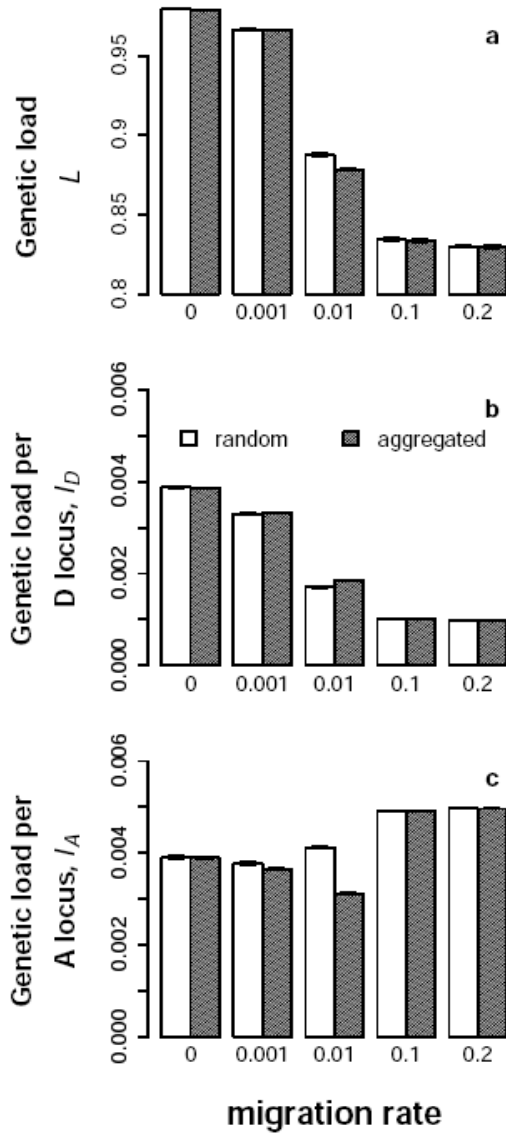 a
Genetic load
L
0.95
0.9
0.85
0.8
0 0.001 0.01 0.1 0.2
b
random aggregated
Genetic load per
D locus, l_D
0.006
0.004
0.002
0.000
0 0.001 0.01 0.1 0.2
c
Genetic load per
A locus, l_A
0.006
0.004
0.002
0.000
0 0.001 0.01 0.1 0.2
migration rate